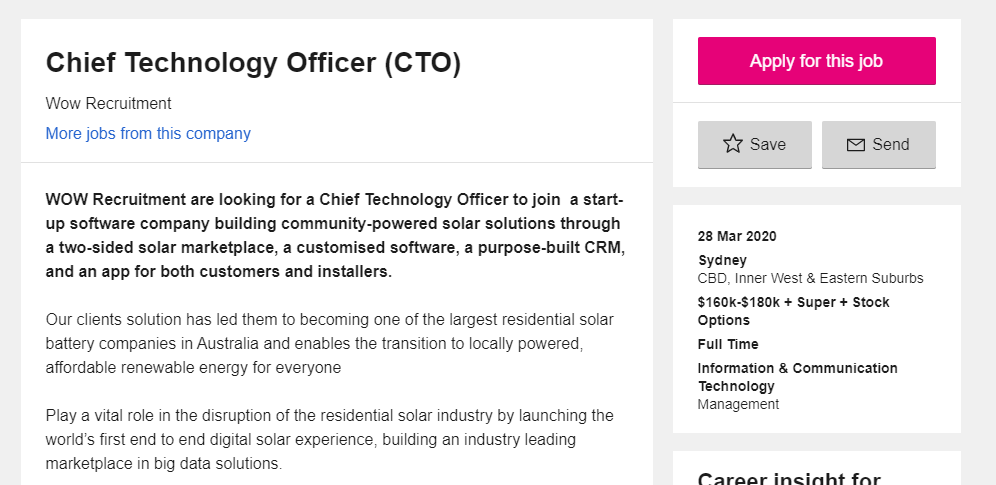 Chief Technology Officer (CTO)
Wow Recruitment
More jobs from this company
WOW Recruitment are looking for a Chief Technology Officer to join  a start-
up software company building community-powered solar solutions through
a two-sided solar marketplace, a customised software, a purpose-built CRM,
and an app for both customers and installers.
Our clients solution has led them to becoming one of the largest residential solar
battery companies in Australia and enables the transition to locally powered,
affordable renewable energy for everyone
Play a vital role in the disruption of the residential solar industry by launching the
world’s first end to end digital solar experience, building an industry leading
marketplace in big data solutions.
Apply for this job
Save
Send
28 Mar 2020
Sydney
CBD, Inner West & Eastern Suburbs
$160k-$180k + Super + Stock
Options
Full Time
Information & Communication
Technology
Management
Career insight for